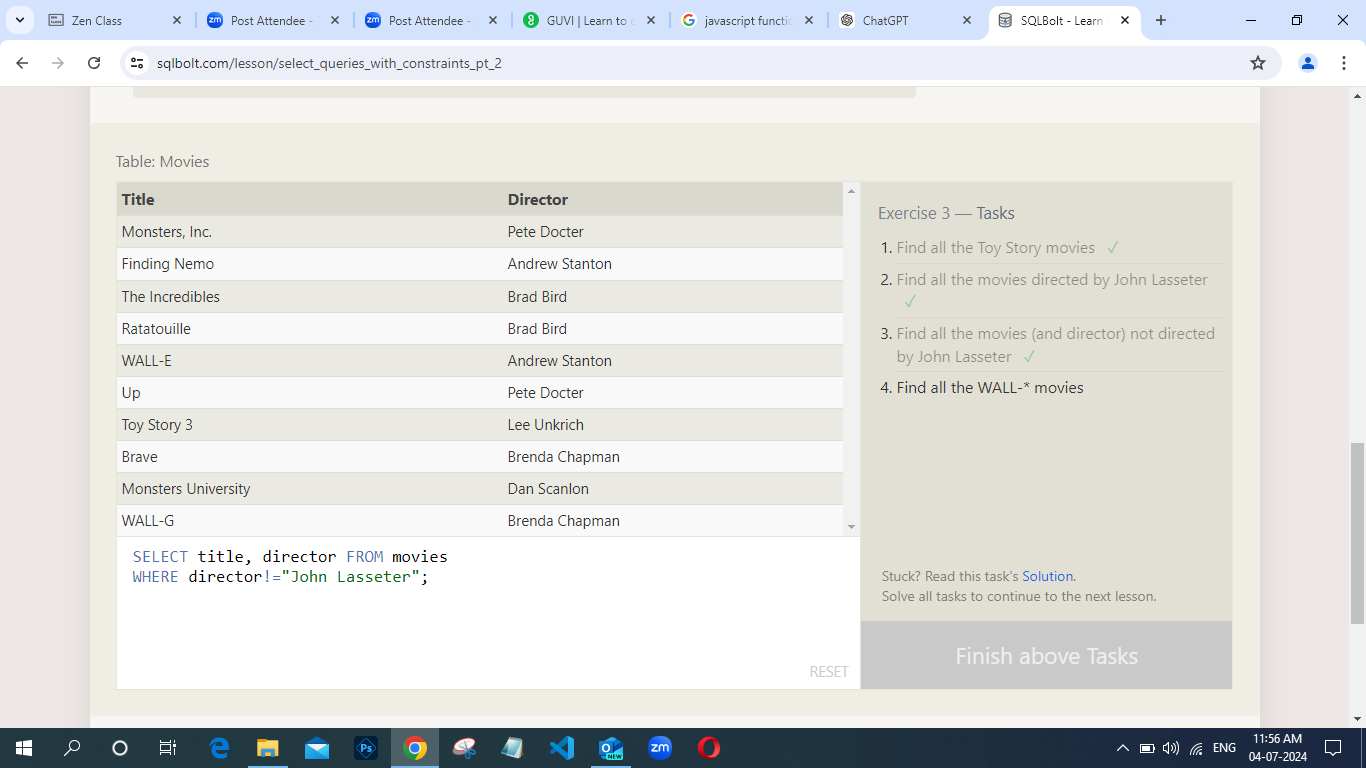 Zen Class
Post Attendee -
Post Attendee -
GUVI | Learn to c
javascript functio
ChatGPT
SQLBolt - Learn S
sqlbolt.com/lesson/select_queries_with_constraints_pt_2
Table: Movies
Title Director
Monsters, Inc. Pete Docter
Finding Nemo Andrew Stanton
The Incredibles Brad Bird
Ratatouille Brad Bird
WALL-E Andrew Stanton
Up Pete Docter
Toy Story 3 Lee Unkrich
Brave Brenda Chapman
Monsters University Dan Scanlon
WALL-G Brenda Chapman
SELECT title, director FROM movies
WHERE director!="John Lasseter";
RESET
Exercise 3 — Tasks
1. Find all the Toy Story movies ✓
2. Find all the movies directed by John Lasseter
✓
3. Find all the movies (and director) not directed
by John Lasseter ✓
4. Find all the WALL-* movies
Stuck? Read this task's Solution.
Solve all tasks to continue to the next lesson.
Finish above Tasks
ENG
11:56 AM
04-07-2024